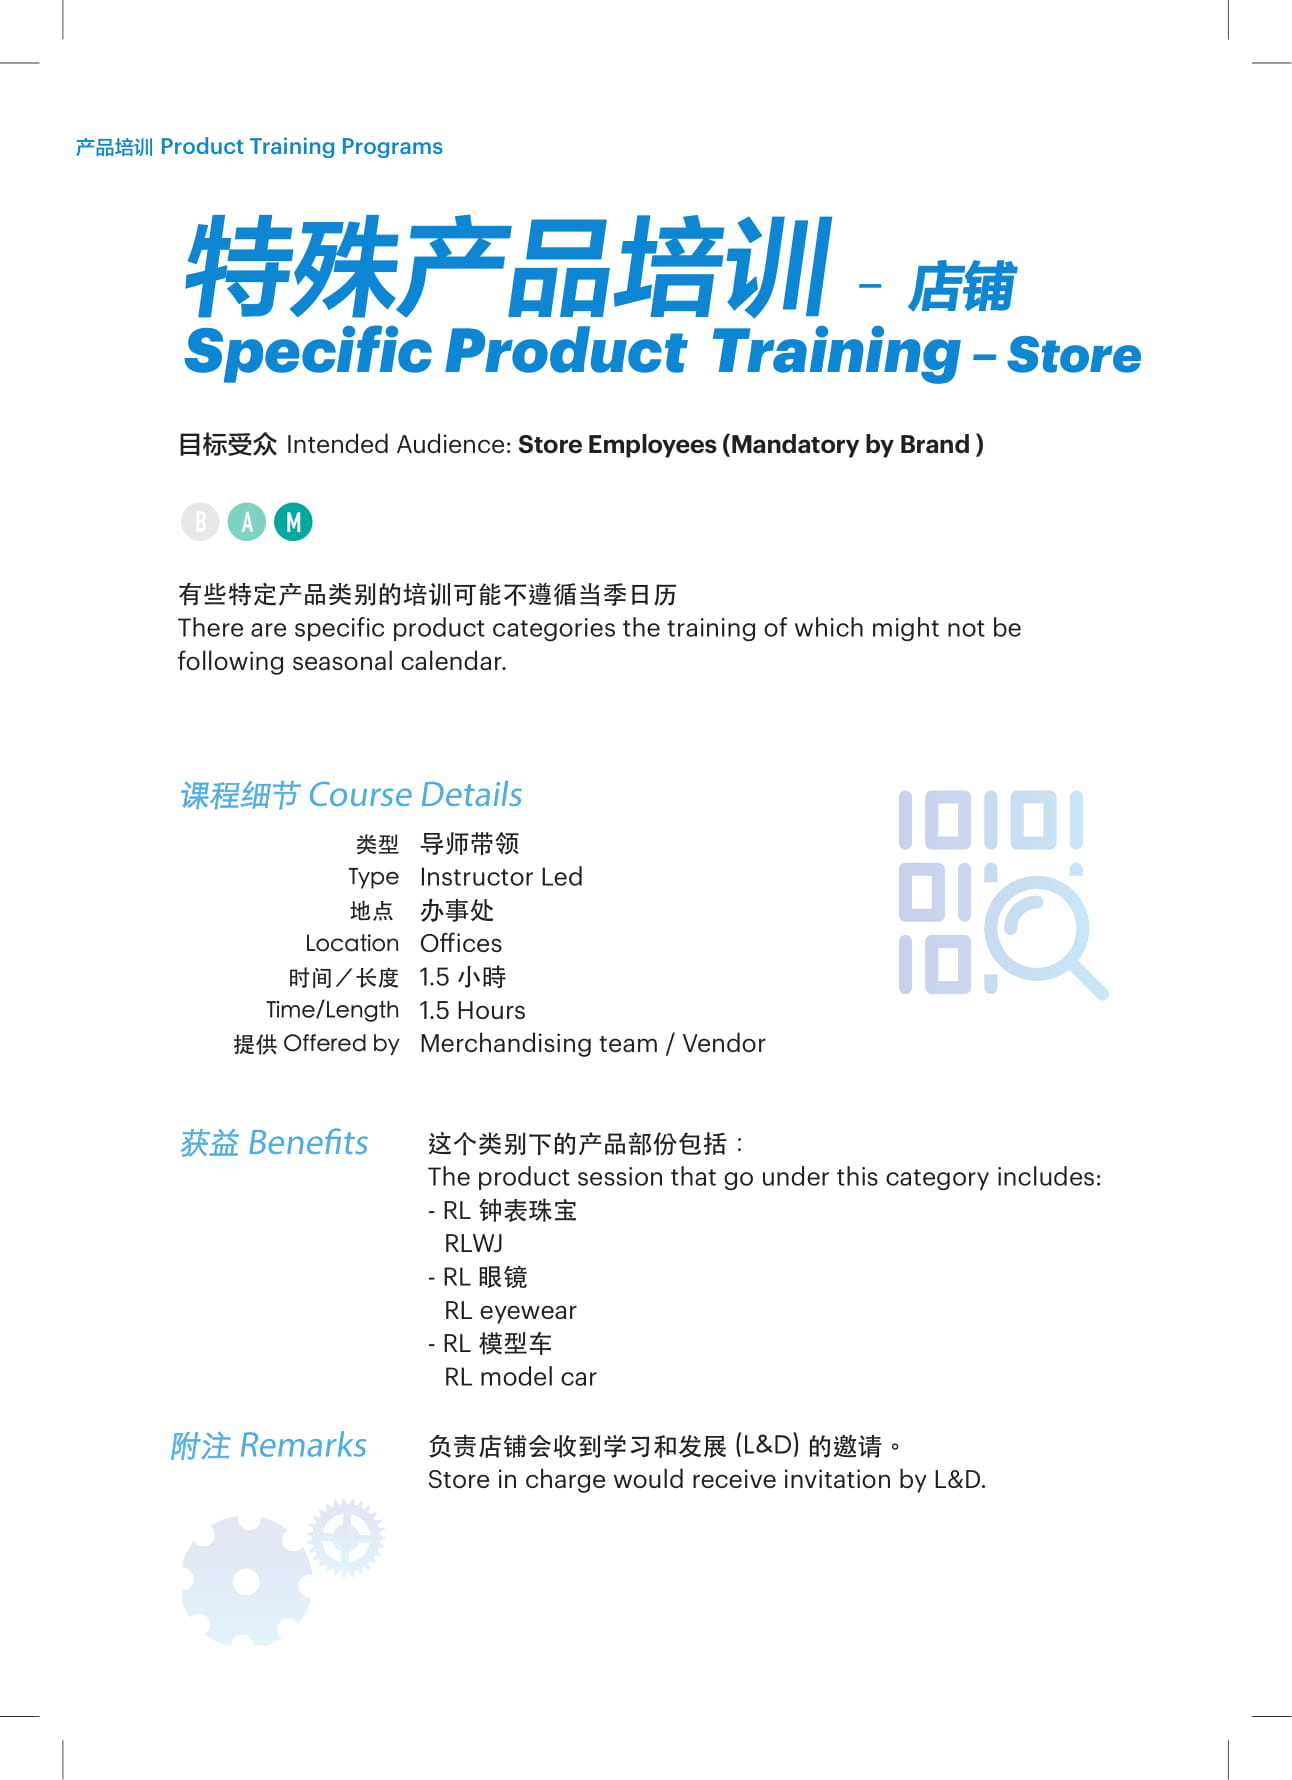 产品培训 Product Training Programs
特殊产品培训 – 店铺
Specific Product Training – Store
目标受众 Intended Audience: Store Employees (Mandatory by Brand )
B A M
有些特定产品类别的培训可能不遵循当季日历
There are specific product categories the training of which might not be
following seasonal calendar.
课程细节 Course Details
类型 导师带领
Type Instructor Led
地点 办事处
Location Offices
时间／长度 1.5 小時
Time/Length 1.5 Hours
提供 Offered by Merchandising team / Vendor
获益 Benefits 这个类别下的产品部份包括：
The product session that go under this category includes:
- RL 钟表珠宝
RLWJ
- RL 眼镜
RL eyewear
- RL 模型车
RL model car
附注 Remarks 负责店铺会收到学习和发展 (L&D) 的邀请。
Store in charge would receive invitation by L&D.